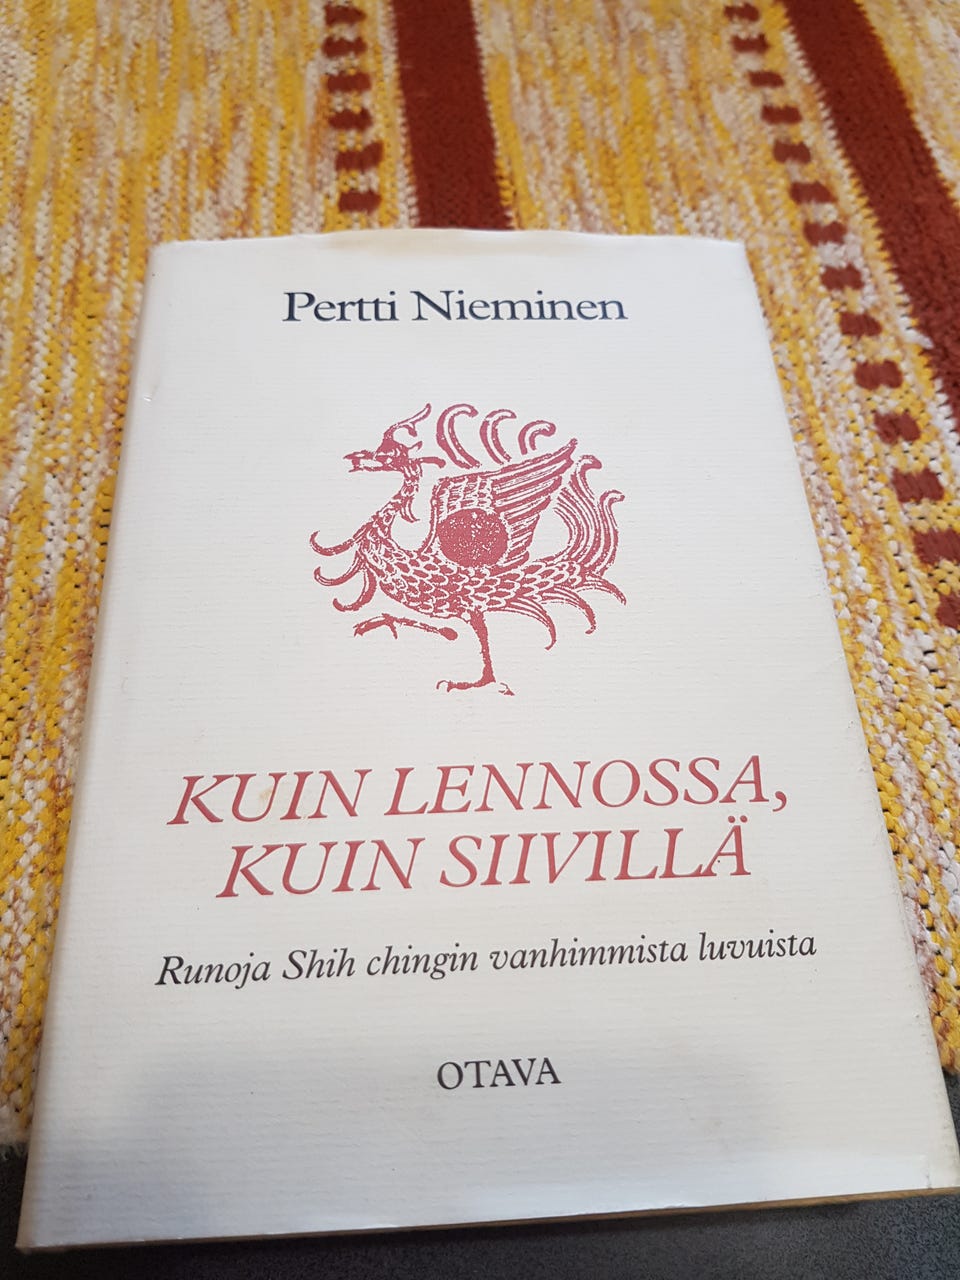 Pertti Nieminen
KUIN LENNOSSA,
KUIN SIIVILLÄ
Runoja Shih chingin vanhimmista luvuista
OTAVA